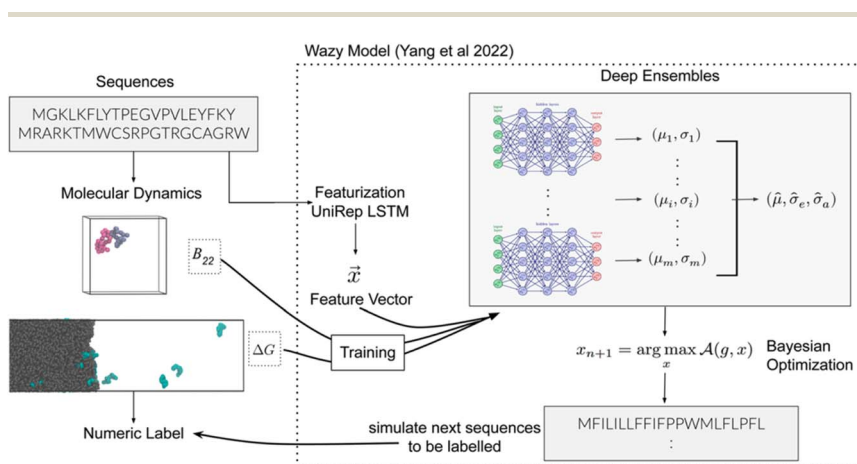 Wazy Model (Yang et al 2022)
Sequences
MGKLKFLYTPEGVPVLEYFKY
MRARKTMWCSRPGTRGCAGRW
Molecular Dynamics
B₂₂
ΔG
Numeric Label
Featurization
UniRep LSTM
x⃗
Feature Vector
Training
Deep Ensembles
(μ₁, σ₁)
⋮
(μᵢ, σᵢ)
⋮
(μₘ, σₘ)
(μ̂, σ̂ₑ, σ̂ₐ)
xₙ₊₁ = arg max A(g, x)
x
Bayesian
Optimization
MFILILLFFIFPPWMLFLPFL
⋮
simulate next sequences
to be labelled